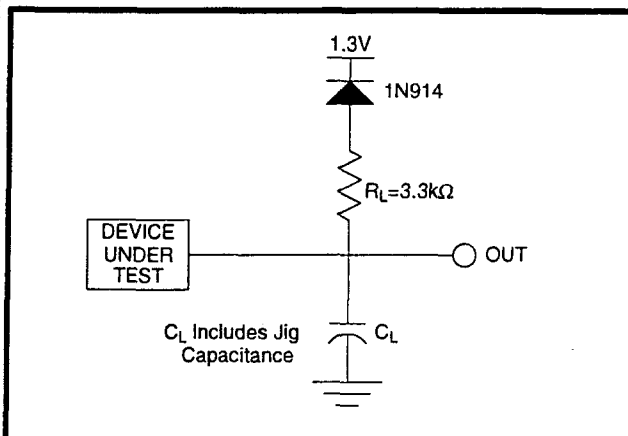 1.3V
1N914
R_L=3.3kΩ
DEVICE
UNDER
TEST
OUT
C_L Includes Jig
Capacitance
C_L